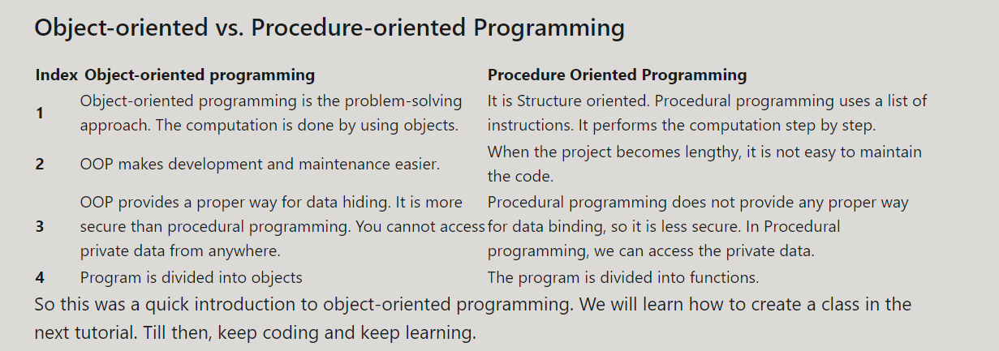 Object-oriented vs. Procedure-oriented Programming
Index Object-oriented programming Procedure Oriented Programming
1 Object-oriented programming is the problem-solving approach. The computation is done by using objects. It is Structure oriented. Procedural programming uses a list of instructions. It performs the computation step by step.
2 OOP makes development and maintenance easier. When the project becomes lengthy, it is not easy to maintain the code.
3 OOP provides a proper way for data hiding. It is more secure than procedural programming. You cannot access private data from anywhere. Procedural programming does not provide any proper way for data binding, so it is less secure. In Procedural programming, we can access the private data.
4 Program is divided into objects The program is divided into functions.
So this was a quick introduction to object-oriented programming. We will learn how to create a class in the
next tutorial. Till then, keep coding and keep learning.